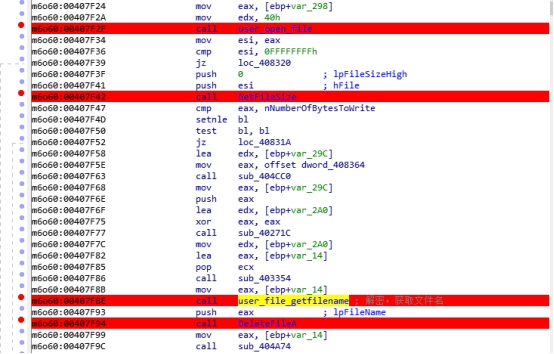 m6o60:00407F24 mov eax, [ebp+var_298]
m6o60:00407F2A mov edx, 40h
m6o60:00407F2F call user_open_file
m6o60:00407F34 mov esi, eax
m6o60:00407F36 cmp esi, 0FFFFFFFFh
m6o60:00407F39 jz loc_408320
m6o60:00407F3F push 0 ; lpFileSizeHigh
m6o60:00407F41 push esi ; hFile
m6o60:00407F42 call GetFileSize
m6o60:00407F47 cmp eax, nNumberOfBytesToWrite
m6o60:00407F4D setnle bl
m6o60:00407F50 test bl, bl
m6o60:00407F52 jz loc_40831A
m6o60:00407F58 lea edx, [ebp+var_29C]
m6o60:00407F5E mov eax, offset dword_408364
m6o60:00407F63 call sub_404CC0
m6o60:00407F68 mov eax, [ebp+var_29C]
m6o60:00407F6E push eax
m6o60:00407F6F lea edx, [ebp+var_2A0]
m6o60:00407F75 xor eax, eax
m6o60:00407F77 call sub_40271C
m6o60:00407F7C mov edx, [ebp+var_2A0]
m6o60:00407F82 lea eax, [ebp+var_14]
m6o60:00407F85 pop ecx
m6o60:00407F86 call sub_403354
m6o60:00407F8B mov eax, [ebp+var_14]
m6o60:00407F8E call user_file_getfilename ; 解密，获取文件名
m6o60:00407F93 push eax ; lpFileName
m6o60:00407F94 call DeleteFileA
m6o60:00407F99 mov eax, [ebp+var_14]
m6o60:00407F9C call sub_404A74